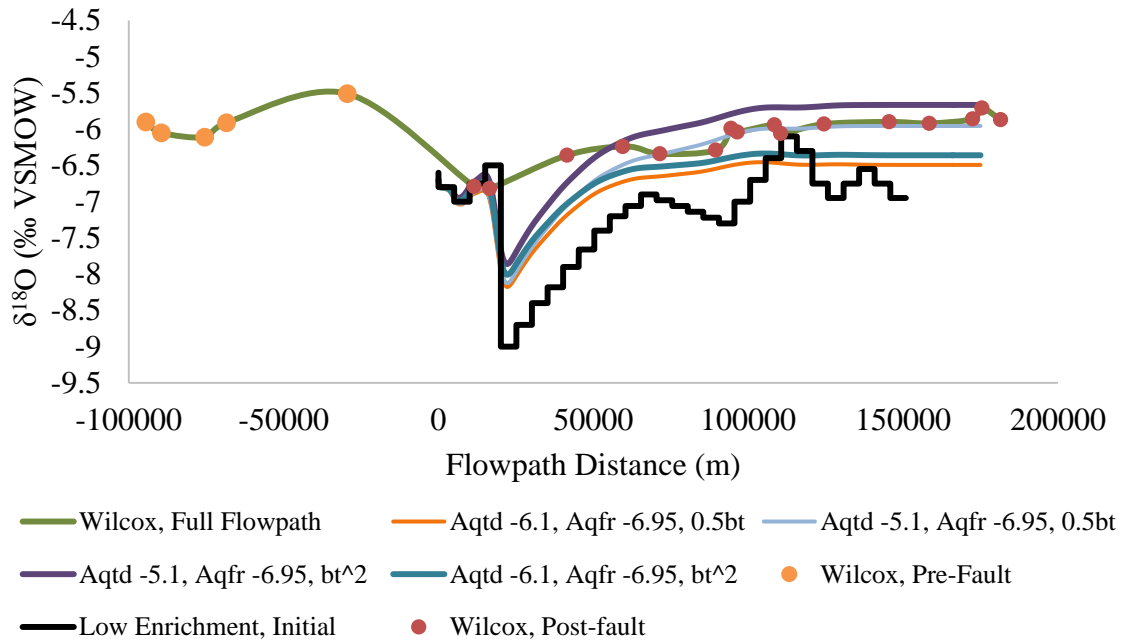 -4.5
-5
-5.5
-6
-6.5
-7
-7.5
-8
-8.5
-9
-9.5
δ18O (‰ VSMOW)
-100000 -50000 0 50000 100000 150000 200000
Flowpath Distance (m)
Wilcox, Full Flowpath Aqtd -6.1, Aqfr -6.95, 0.5bt Aqtd -5.1, Aqfr -6.95, 0.5bt
Aqtd -5.1, Aqfr -6.95, bt^2 Aqtd -6.1, Aqfr -6.95, bt^2 Wilcox, Pre-Fault
Low Enrichment, Initial Wilcox, Post-fault